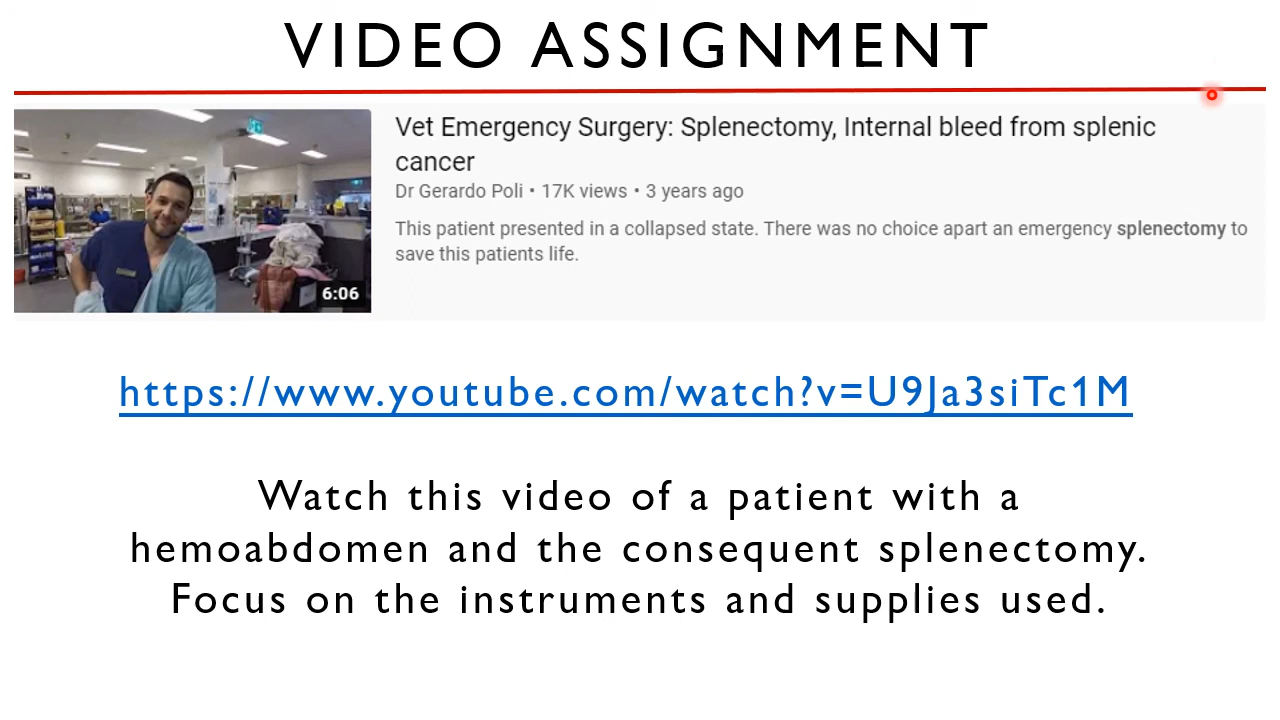 VIDEO ASSIGNMENT
Vet Emergency Surgery: Splenectomy, Internal bleed from splenic
cancer
Dr Gerardo Poli • 17K views • 3 years ago
This patient presented in a collapsed state. There was no choice apart an emergency splenectomy to
save this patients life.
6:06
https://www.youtube.com/watch?v=U9Ja3siTc1M
Watch this video of a patient with a
hemoabdomen and the consequent splenectomy.
Focus on the instruments and supplies used.